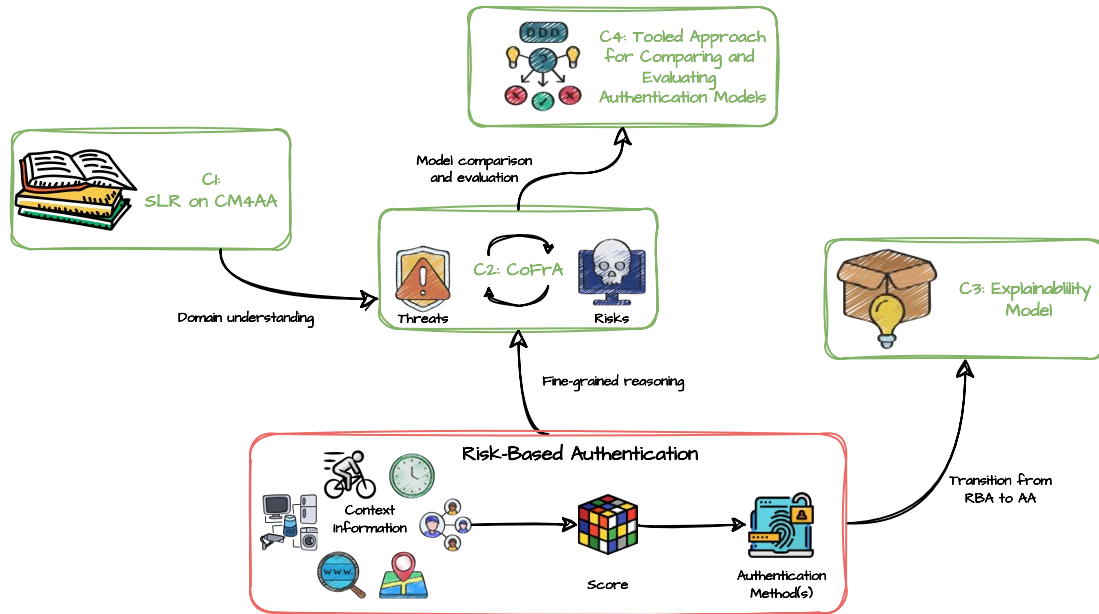 C4: Tooled Approach
for Comparing and
Evaluating
Authentication Models
Model comparison
and evaluation
C1:
SLR on CM4AA
Domain understanding
C2: CoFrA
Threats
Risks
C3: Explainablility
Model
Fine-grained reasoning
Risk-Based Authentication
Context
Information
WWW.
Score
Authentication
Method(s)
Transition from
RBA to AA